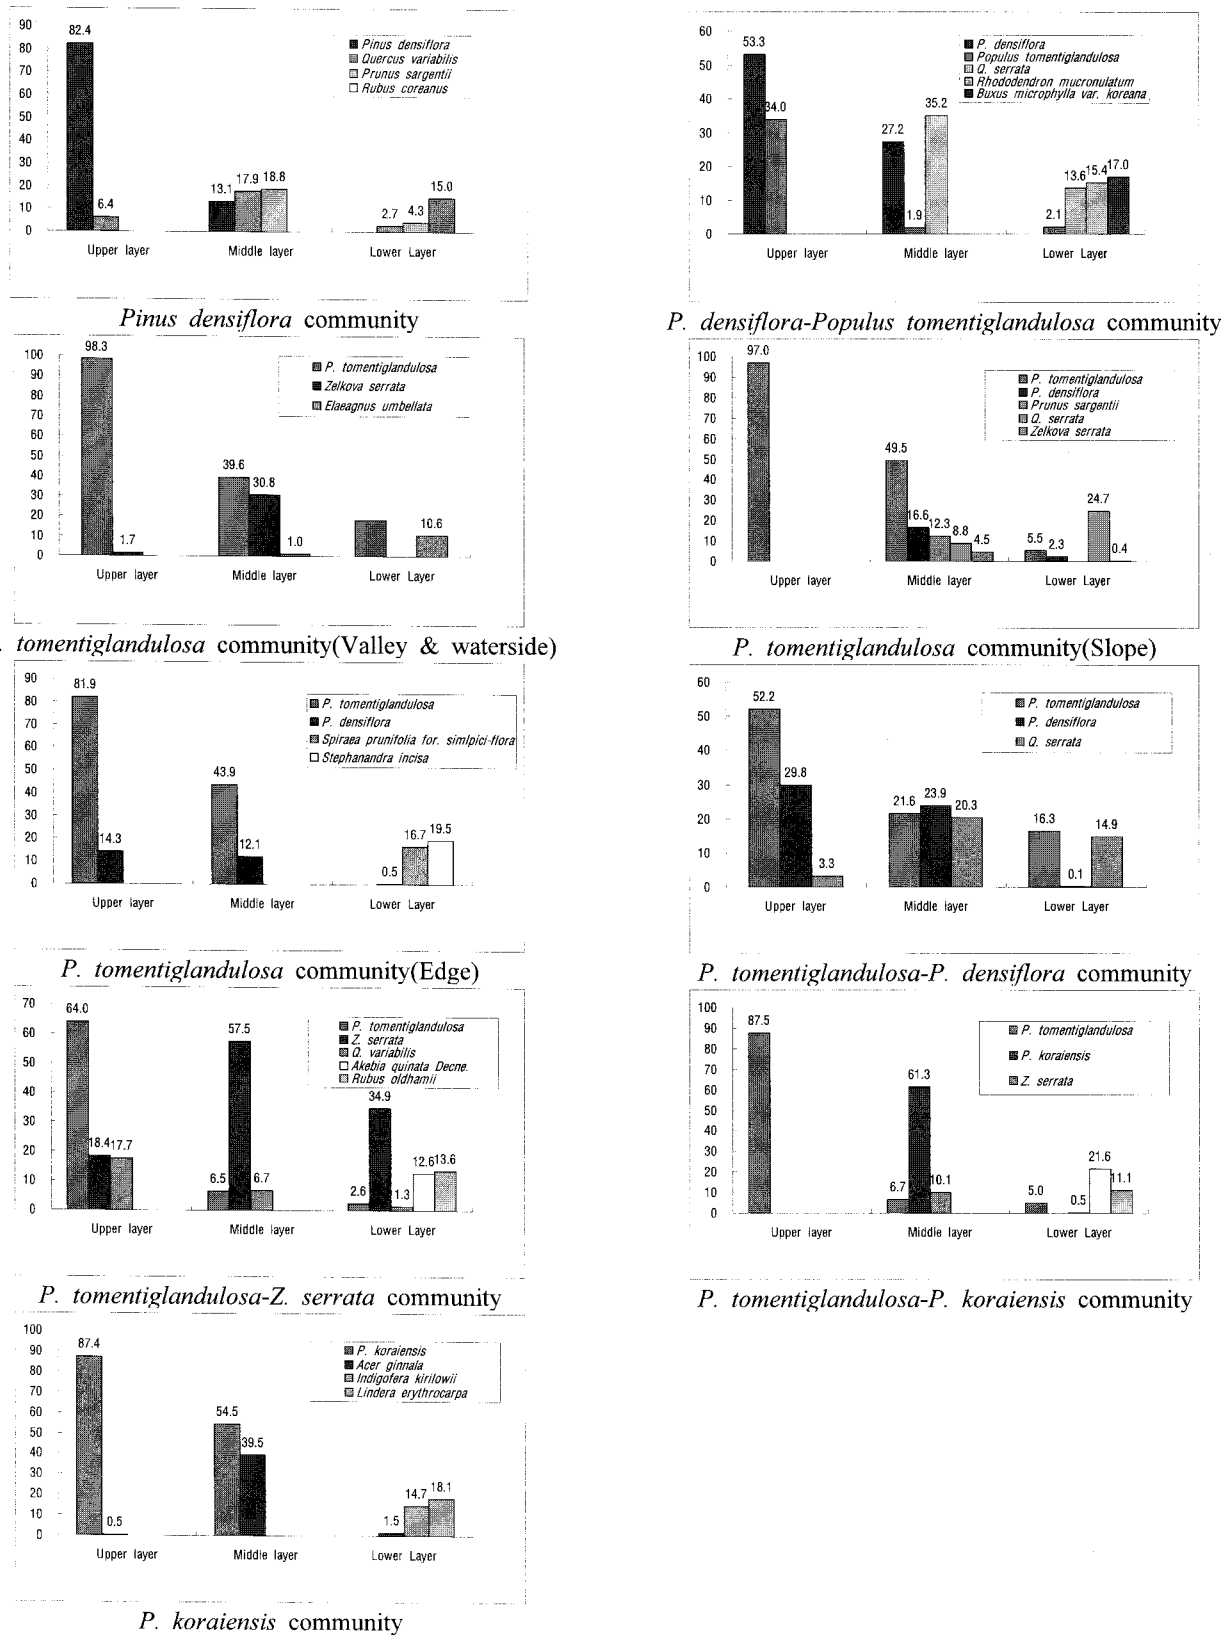 90
80
70
60
50
40
30
20
10
0
82.4
6.4
13.1
17.9
18.8
2.7
4.3
15.0
Pinus densiflora
Quercus variabilis
Prunus sargentii
Rubus coreanus
Upper layer
Middle layer
Lower Layer
Pinus densiflora community
60
50
40
30
20
10
0
53.3
34.0
27.2
1.9
35.2
2.1
13.6
15.4
17.0
P. densiflora
Populus tomentiglandulosa
Q. serrata
Rhododendron mucronulatum
Buxus microphylla var. koreana
Upper layer
Middle layer
Lower Layer
P. densiflora-Populus tomentiglandulosa community
100
90
80
70
60
50
40
30
20
10
0
98.3
1.7
39.6
30.8
1.0
10.6
P. tomentiglandulosa
Zelkova serrata
Elaeagnus umbellata
Upper layer
Middle layer
Lower Layer
. tomentiglandulosa community(Valley & waterside)
100
90
80
70
60
50
40
30
20
10
0
97.0
49.5
16.6
12.3
8.8
4.5
5.5
2.3
24.7
0.4
P. tomentiglandulosa
P. densiflora
Prunus sargentii
Q. serrata
Zelkova serrata
Upper layer
Middle layer
Lower Layer
P. tomentiglandulosa community(Slope)
90
80
70
60
50
40
30
20
10
0
81.9
14.3
43.9
12.1
0.5
16.7
19.5
P. tomentiglandulosa
P. densiflora
Spiraea prunifolia for. simlpici-flora
Stephanandra incisa
Upper layer
Middle layer
Lower Layer
P. tomentiglandulosa community(Edge)
60
50
40
30
20
10
0
52.2
29.8
3.3
21.6
23.9
20.3
16.3
0.1
14.9
P. tomentiglandulosa
P. densiflora
Q. serrata
Upper layer
Middle layer
Lower Layer
P. tomentiglandulosa-P. densiflora community
70
60
50
40
30
20
10
0
64.0
18.4
17.7
6.5
57.5
6.7
2.6
34.9
1.3
12.6
13.6
P. tomentiglandulosa
Z. serrata
Q. variabilis
Akebia quinata Decne.
Rubus oldhamii
Upper layer
Middle layer
Lower Layer
P. tomentiglandulosa-Z. serrata community
100
90
80
70
60
50
40
30
20
10
0
87.5
6.7
61.3
10.1
5.0
0.5
21.6
11.1
P. tomentiglandulosa
P. koraiensis
Z. serrata
Upper layer
Middle layer
Lower Layer
P. tomentiglandulosa-P. koraiensis community
100
90
80
70
60
50
40
30
20
10
0
87.4
0.5
54.5
39.5
1.5
14.7
18.1
P. koraiensis
Acer ginnala
Indigofera kirilowii
Lindera erythrocarpa
Upper layer
Middle layer
Lower Layer
P. koraiensis community